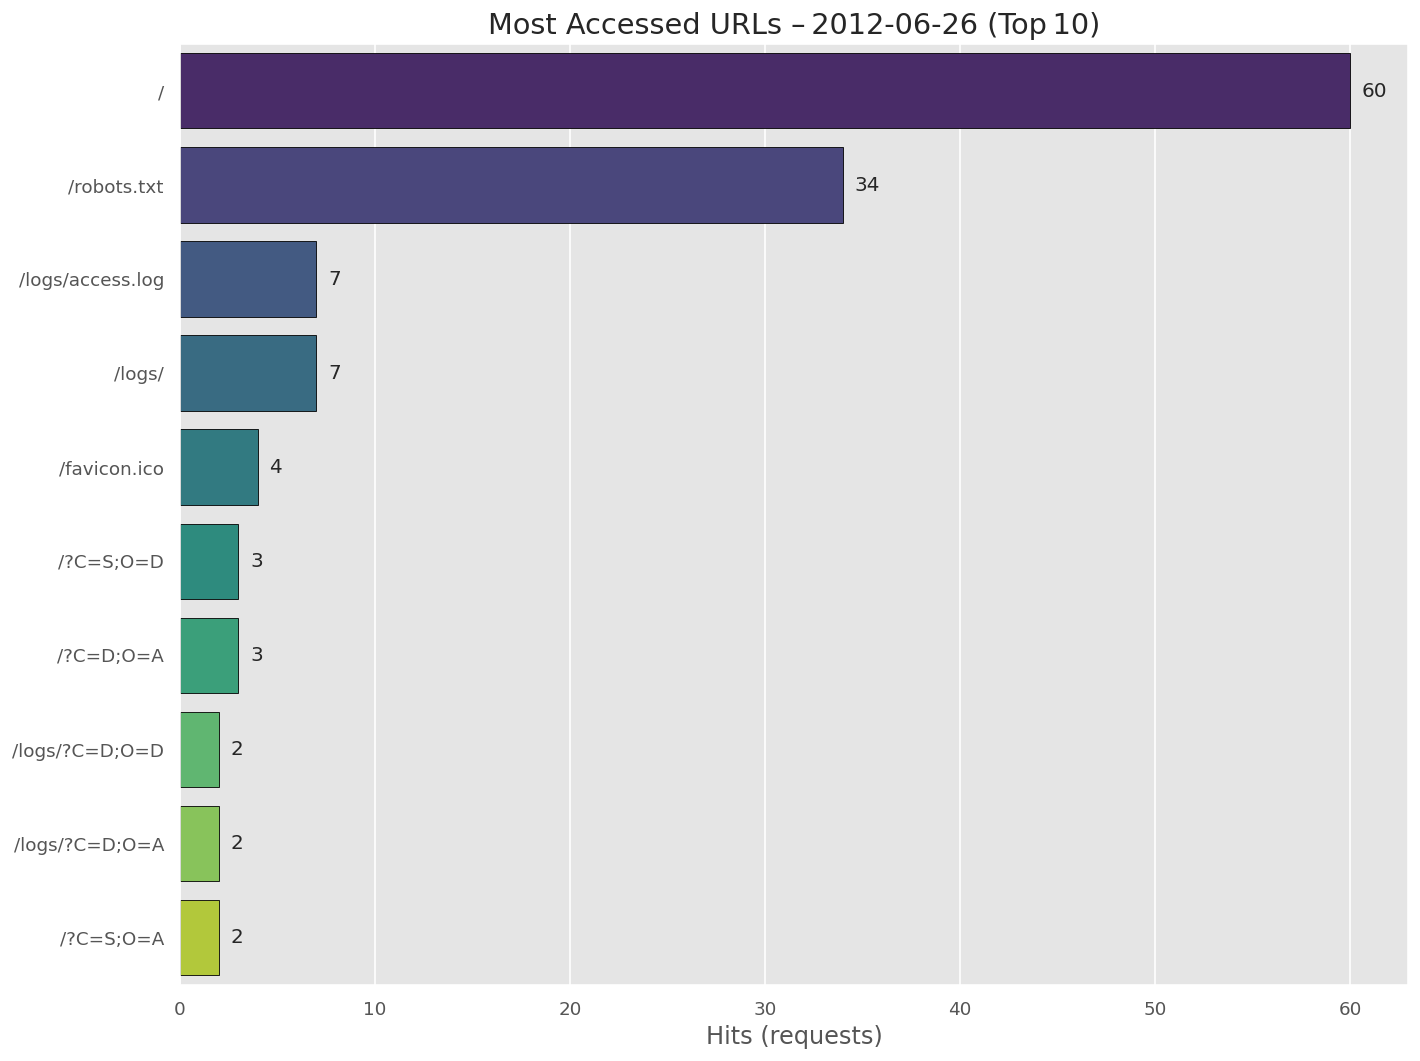 Most Accessed URLs – 2012-06-26 (Top 10)
/ 60
/robots.txt 34
/logs/access.log 7
/logs/ 7
/favicon.ico 4
/?C=S;O=D 3
/?C=D;O=A 3
/logs/?C=D;O=D 2
/logs/?C=D;O=A 2
/?C=S;O=A 2
0 10 20 30 40 50 60
Hits (requests)